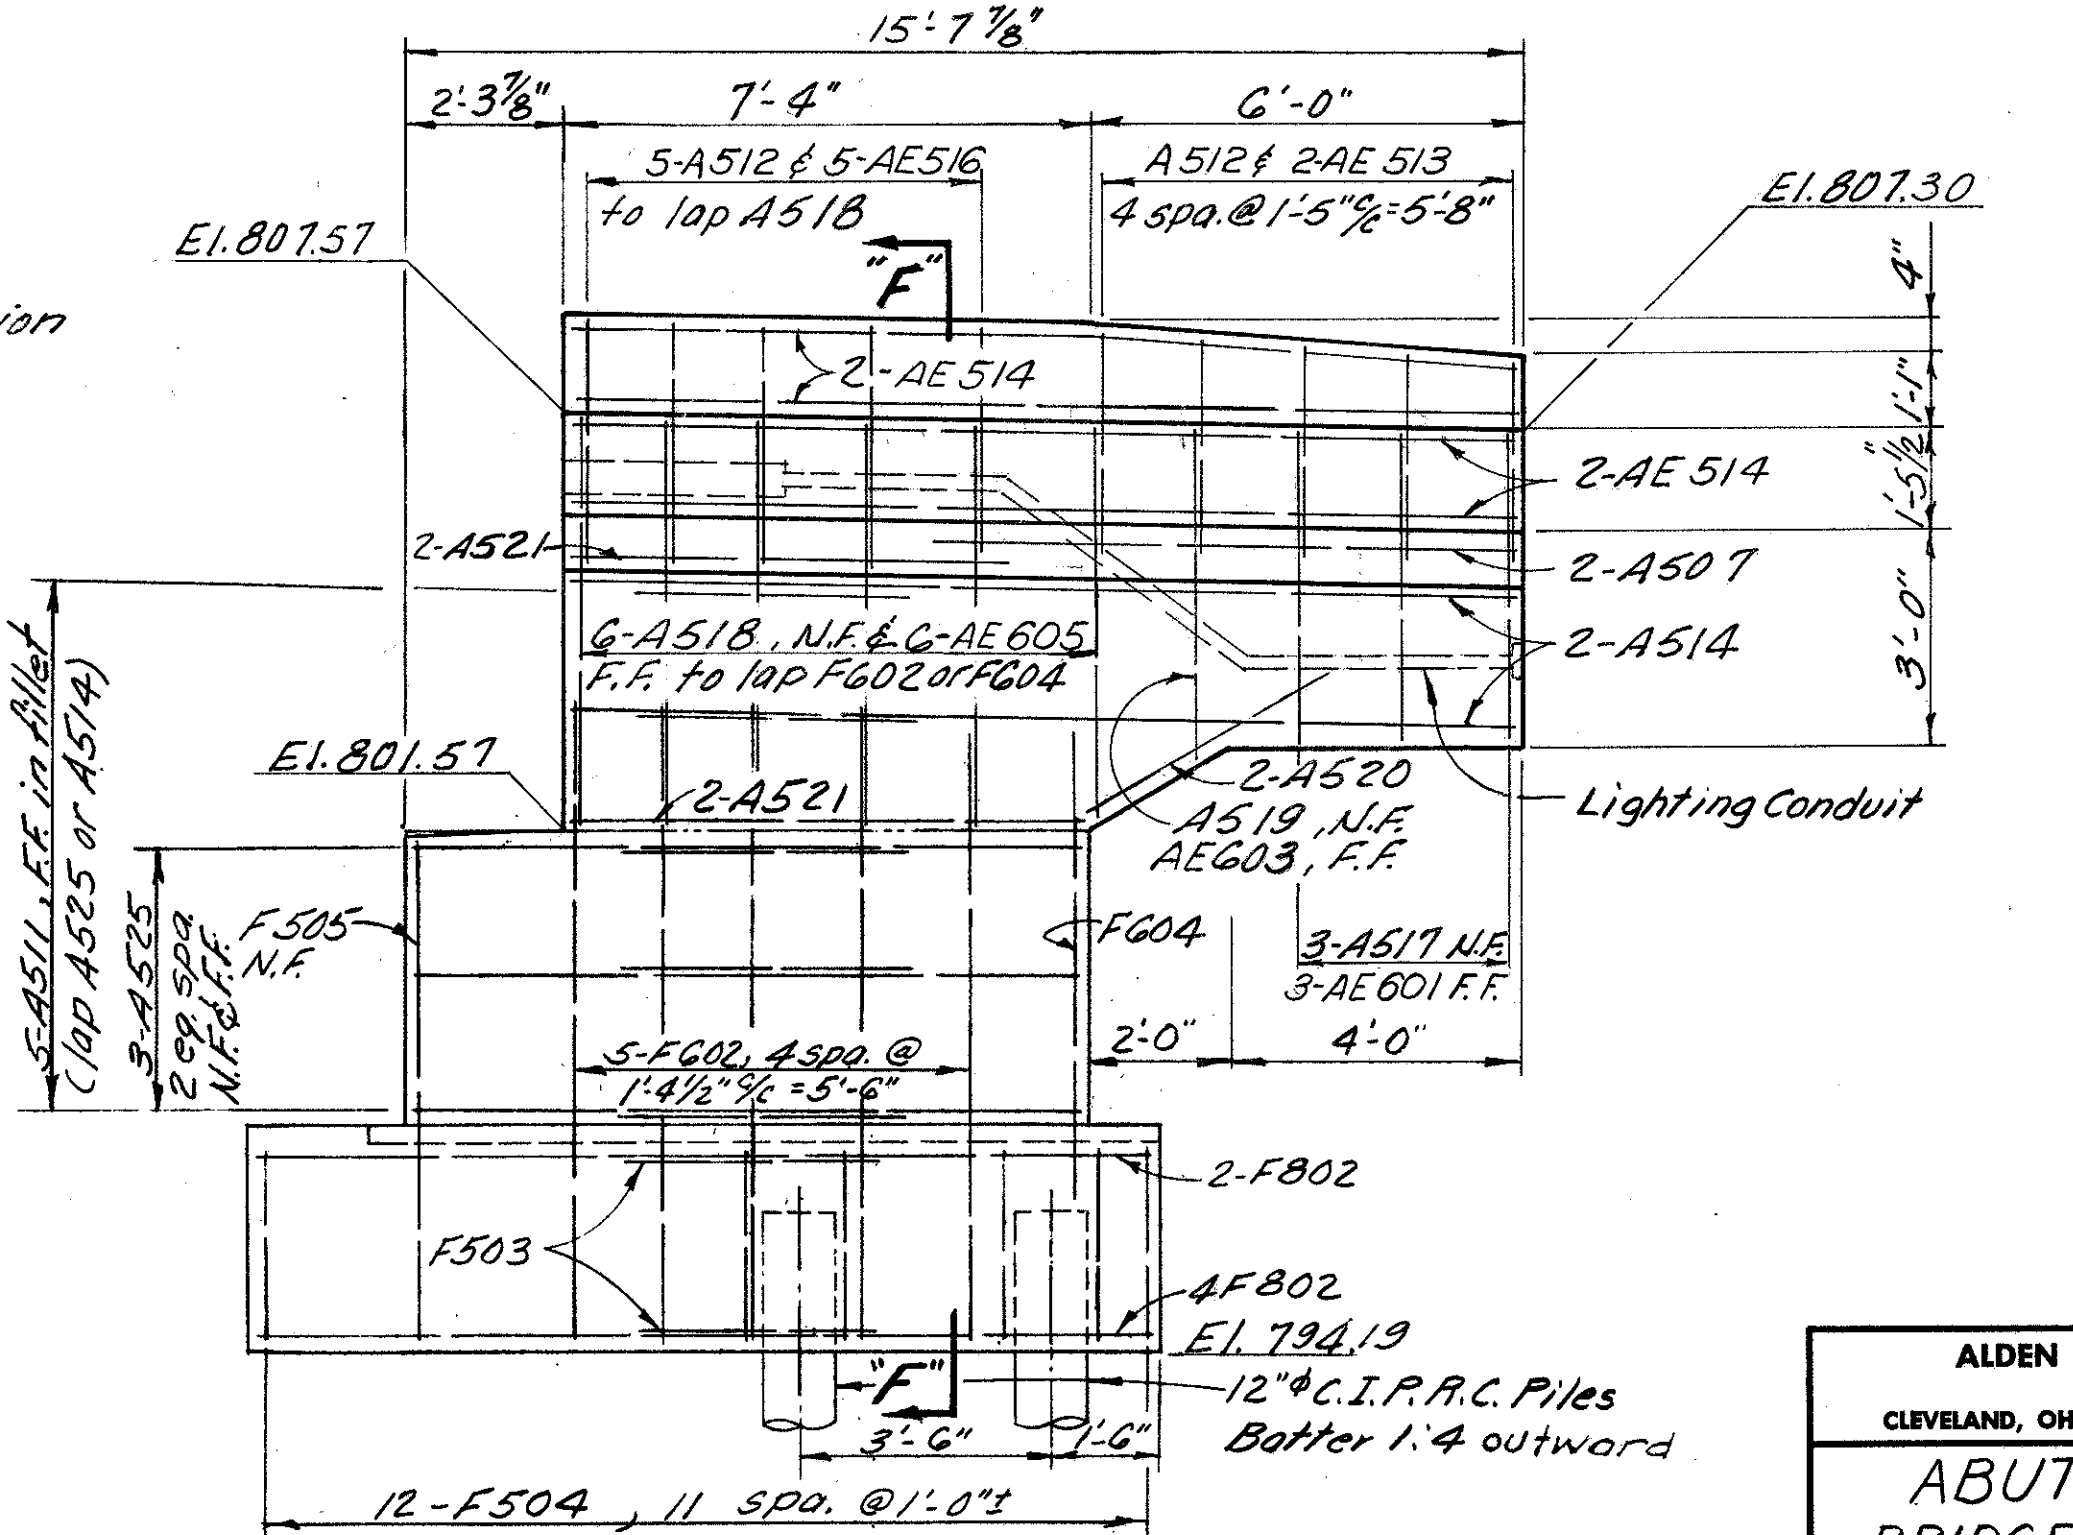 15'-7 7/8"
2'-3 7/8"
7'-4"
6'-0"
5-A512 & 5-AE516
to lap A518
A512 & 2-AE 513
4 spa. @ 1'-5" c/c = 5'-8"
El. 807.57
El. 807.30
"F"
4"
ion
2-AE 514
1'-1"
2-AE 514
1'-5 1/2"
2-A521
2-A507
6-A518, N.F. & 6-AE 605
F.F. to lap F602 or F604
2-A514
3'-0"
5-A511, F.F. in fillet
(lap A525 or A514)
El. 801.57
2-A521
2-A520
A519, N.F.
AE603, F.F.
Lighting Conduit
3-A525
2 eq. spa.
N.F. & F.F.
F505
N.F.
F604
3-A517 N.F.
3-AE 601 F.F.
2'-0"
4'-0"
5-F602, 4 spa. @
1'-4 1/2" c/c = 5'-6"
2-F802
F503
4F802
El. 794.19
"F"
12"φ C.I.P. R.C. Piles
Batter 1:4 outward
3'-6"
1'-6"
12-F504, 11 spa. @ 1'-0"±
ALDEN
CLEVELAND, OH
ABUT